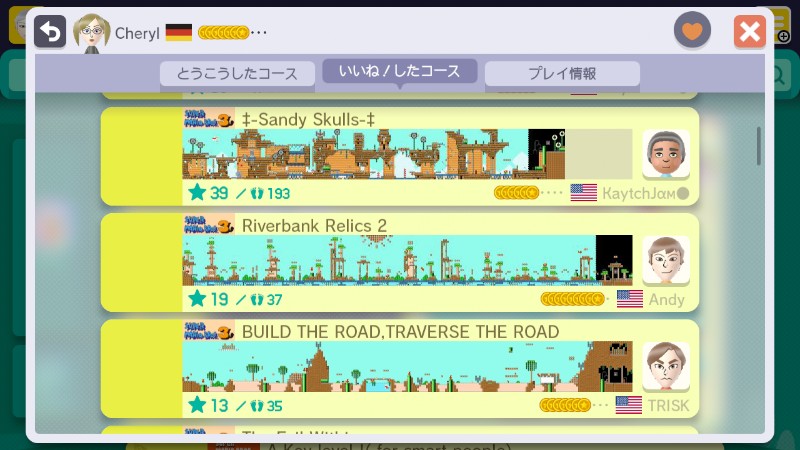 Cheryl
とうこうしたコース
いいね！したコース
プレイ情報
‡-Sandy Skulls-‡
39 / 193
KaytchJαм●
Riverbank Relics 2
19 / 37
Andy
BUILD THE ROAD,TRAVERSE THE ROAD
13 / 35
TRISK